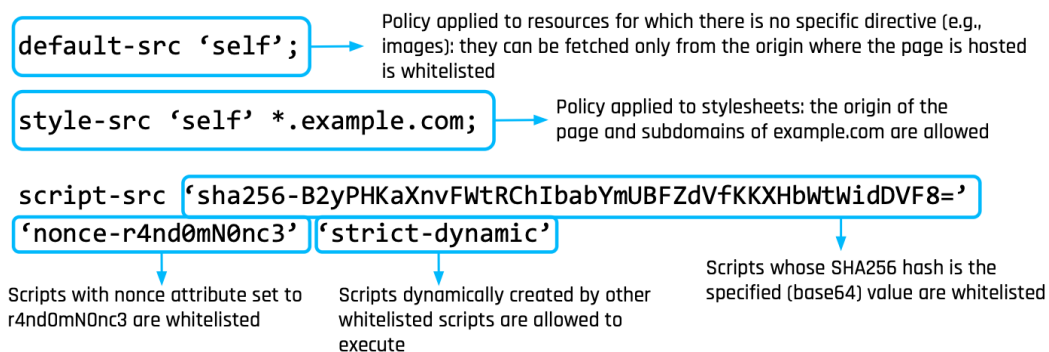 default-src ‘self’;
Policy applied to resources for which there is no specific directive (e.g.,
images): they can be fetched only from the origin where the page is hosted
is whitelisted
style-src ‘self’ *.example.com;
Policy applied to stylesheets: the origin of the
page and subdomains of example.com are allowed
script-src ‘sha256-B2yPHKaXnvFWtRChIbabYmUBFZdVfKKXHbWtWidDVF8=’
‘nonce-r4nd0mN0nc3’ ‘strict-dynamic’
Scripts with nonce attribute set to
r4nd0mN0nc3 are whitelisted
Scripts dynamically created by other
whitelisted scripts are allowed to
execute
Scripts whose SHA256 hash is the
specified (base64) value are whitelisted